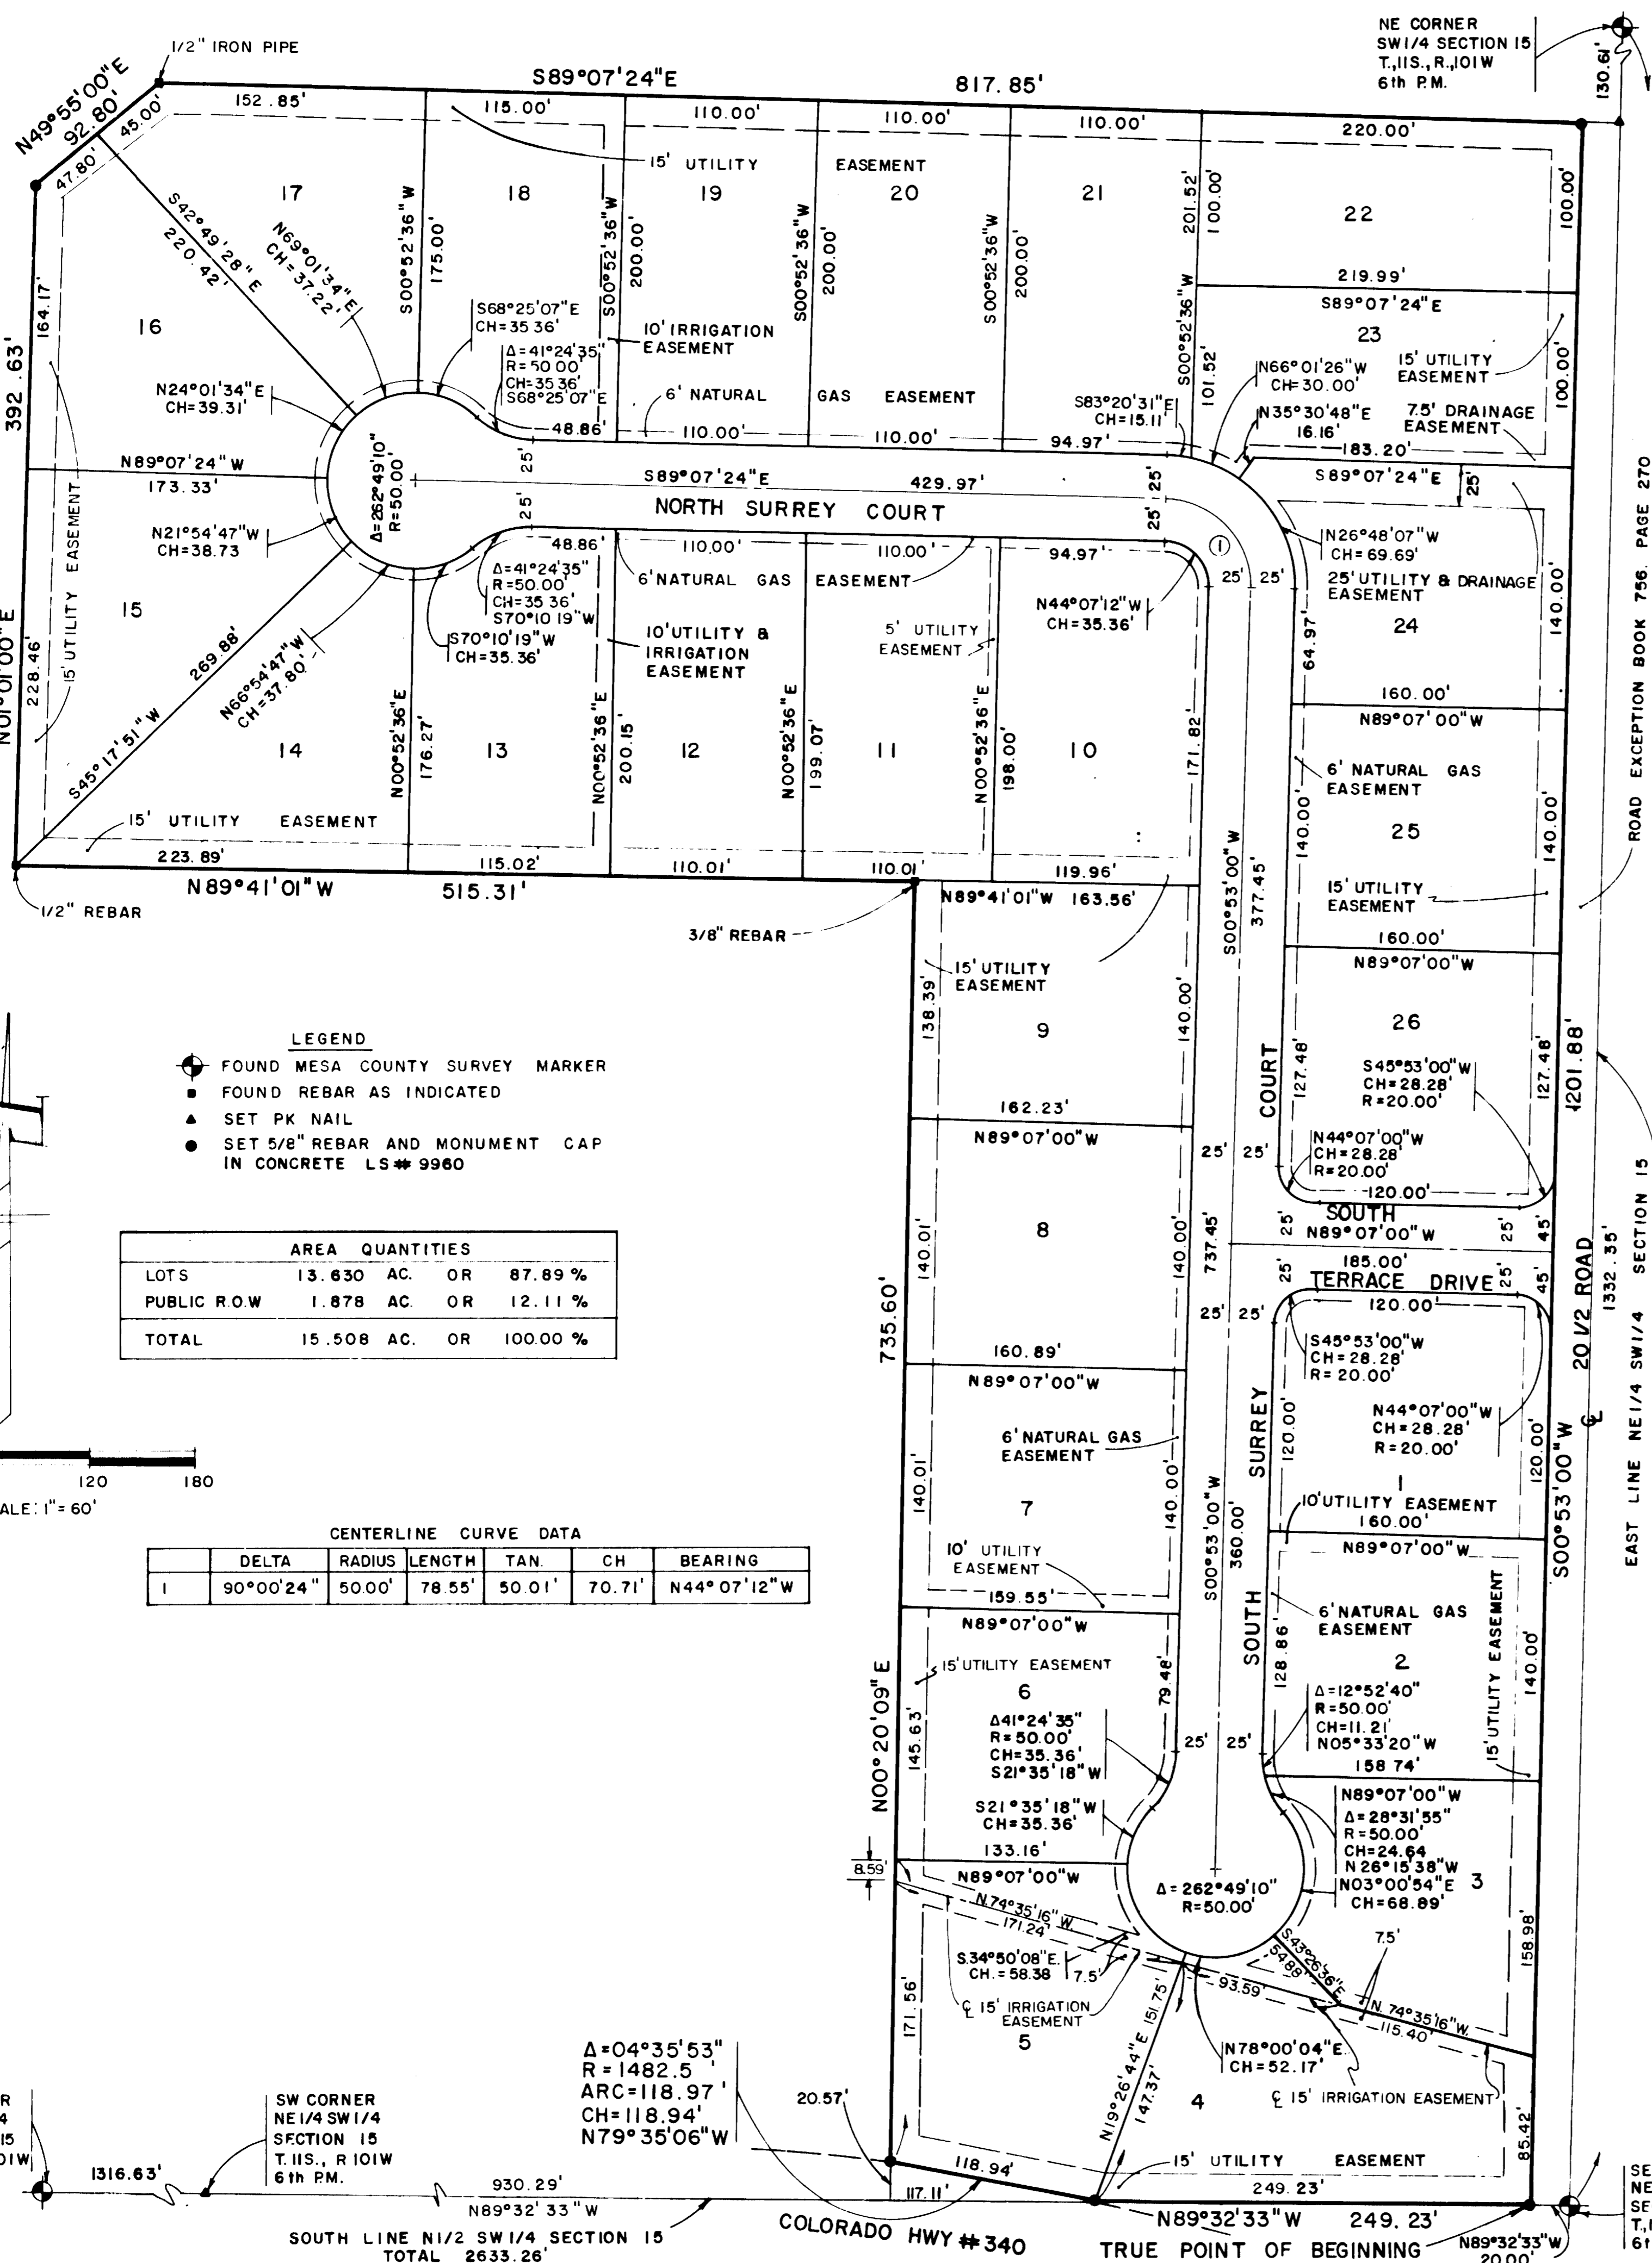 NE CORNER
SW1/4 SECTION 15
T.,11S., R.,101W
6th P.M.
130.61'
1/2" IRON PIPE
N49°55'00"E
92.80'
45.00'
47.80'
S89°07'24"E 817.85'
152.85' 115.00' 110.00' 110.00' 110.00' 220.00'
15' UTILITY EASEMENT
17 18 19 20 21 22
S42°49'28"E
220.42'
N69°01'34"E
CH=37.22'
S00°52'36"W
175.00'
S00°52'36"W
200.00'
S00°52'36"W
200.00'
S00°52'36"W
200.00'
S00°52'36"W
201.52'
100.00'
101.52'
100.00'
219.99'
S89°07'24"E
23
15' UTILITY
EASEMENT
100.00'
164.17'
16
S68°25'07"E
CH=35 36'
Δ=41°24'35"
R=50 00'
CH=35 36'
S68°25'07"E
10' IRRIGATION
EASEMENT
6' NATURAL GAS EASEMENT
N66°01'26"W
CH=30.00'
N35°30'48"E
16.16'
7.5' DRAINAGE
EASEMENT
S83°20'31"E
CH=15.11'
392.63'
N01°01'00"E
N24°01'34"E
CH=39.31'
48.86' 110.00' 110.00' 94.97' 183.20'
N89°07'24"W
173.33'
Δ=262°49'10"
R=50.00'
25'
25'
S89°07'24"E 429.97'
NORTH SURREY COURT
25'
25'
S89°07'24"E
25'
N21°54'47"W
CH=38.73
15' UTILITY EASEMENT
228.46'
15
N26°48'07"W
CH=69.69'
25' UTILITY & DRAINAGE
EASEMENT
24
140.00'
48.86' 110.00' 110.00' 94.97'
1
25' 25'
6' NATURAL GAS EASEMENT
Δ=41°24'35"
R=50.00'
CH=35 36'
S70°10 19"W
S70°10'19"W
CH=35.36'
N44°07'12"W
CH=35.36'
269.88'
S45°17'51"W
N66°54'47"W
CH=37.80'
10' UTILITY &
IRRIGATION
EASEMENT
5' UTILITY
EASEMENT
64.97'
160.00'
N89°07'00"W
14 13 12 11 10
N00°52'36"E
176.27'
N00°52'36"E
200.15'
N00°52'36"E
199.07'
N00°52'36"E
198.00'
171.82'
6' NATURAL GAS
EASEMENT
25
140.00'
140.00'
15' UTILITY EASEMENT
223.89' 115.02' 110.01' 110.01' 119.96'
N89°41'01"W 515.31'
1/2" REBAR
3/8" REBAR
N89°41'01"W 163.56'
S00°53'00"W
377.45'
15' UTILITY
EASEMENT
160.00'
N89°07'00"W
ROAD EXCEPTION BOOK 756. PAGE 270
15' UTILITY
EASEMENT
138.39'
9
140.00'
26
127.48'
127.48'
1201.88'
COURT
S45°53'00"W
CH=28.28'
R=20.00'
162.23'
N89°07'00"W
25' 25'
N44°07'00"W
CH=28.28'
R=20.00'
120.00'
SOUTH
N89°07'00"W
185.00'
TERRACE DRIVE
120.00'
25'
25'
25'
25'
45'
45'
LEGEND
FOUND MESA COUNTY SURVEY MARKER
FOUND REBAR AS INDICATED
SET PK NAIL
SET 5/8" REBAR AND MONUMENT CAP
IN CONCRETE LS# 9960
AREA QUANTITIES
LOTS 13.630 AC. OR 87.89 %
PUBLIC R.O.W 1.878 AC. OR 12.11 %
TOTAL 15.508 AC. OR 100.00 %
8
140.01'
140.00'
737.45'
735.60'
25' 25'
20 1/2 ROAD
1332.35'
EAST LINE NE1/4 SW1/4 SECTION 15
160.89'
N89°07'00"W
S45°53'00"W
CH=28.28'
R=20.00'
N44°07'00"W
CH=28.28'
R=20.00'
120.00'
120.00'
1
10' UTILITY EASEMENT
160.00'
N89°07'00"W
S00°53'00"W
℄
120 180
ALE: 1"= 60'
6' NATURAL GAS
EASEMENT
7
140.01'
140.00'
S00°53'00"W
360.00'
SOUTH SURREY
10' UTILITY
EASEMENT
159.55'
N89°07'00"W
CENTERLINE CURVE DATA
DELTA RADIUS LENGTH TAN. CH BEARING
1 90°00'24" 50.00' 78.55' 50.01' 70.71' N44°07'12"W
6' NATURAL GAS
EASEMENT
2
128.86'
15' UTILITY EASEMENT
140.00'
N00°20'09"E
15' UTILITY EASEMENT
6
145.63'
79.48'
Δ41°24'35"
R=50.00'
CH=35.36'
S21°35'18"W
25' 25'
Δ=12°52'40"
R=50.00'
CH=11.21'
N05°33'20"W
158 74'
N89°07'00"W
S21°35'18"W
CH=35.36'
133.16'
N89°07'00"W
8.59'
Δ=28°31'55"
R=50.00'
CH=24.64
N26°15'38"W
N03°00'54"E
CH=68.89'
3
Δ=262°49'10"
R=50.00'
N.74°35'16"W.
171.24'
S.34°50'08"E.
CH.=58.38
7.5'
℄ 15' IRRIGATION
EASEMENT
5
171.56'
93.59'
S.43°26'36"E
54.88'
7.5'
158.98'
N. 74°35'16"W.
115.40'
N19°26'44"E 151.75'
147.37'
N78°00'04"E.
CH=52.17'
4
℄ 15' IRRIGATION EASEMENT
85.42'
15' UTILITY EASEMENT
Δ=04°35'53"
R=1482.5'
ARC=118.97'
CH=118.94'
N79°35'06"W
20.57'
118.94'
117.11'
249.23'
SW CORNER
NE1/4 SW1/4
SECTION 15
T.11S., R 101W
6th P.M.
1316.63'
930.29'
N89°32'33"W
SOUTH LINE N1/2 SW1/4 SECTION 15
TOTAL 2633.26'
COLORADO HWY #340
N89°32'33"W 249.23'
TRUE POINT OF BEGINNING
N89°32'33"W
20.00'